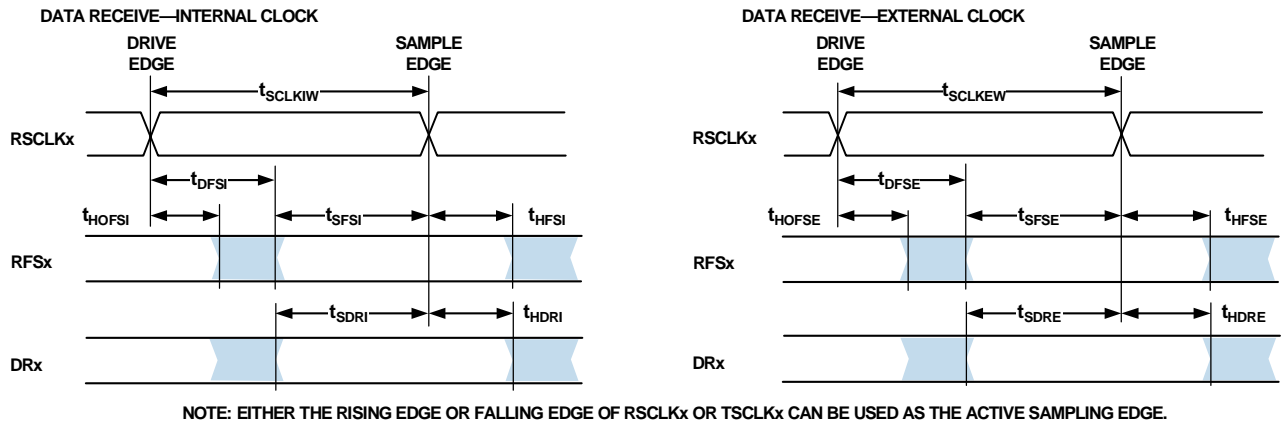 DATA RECEIVE—INTERNAL CLOCK
DRIVE EDGE
SAMPLE EDGE
tSCLKIW
RSCLKx
tDFSI
tHOFSI
tSFSI
tHFSI
RFSx
tSDRI
tHDRI
DRx
DATA RECEIVE—EXTERNAL CLOCK
DRIVE EDGE
SAMPLE EDGE
tSCLKEW
RSCLKx
tDFSE
tHOFSE
tSFSE
tHFSE
RFSx
tSDRE
tHDRE
DRx
NOTE: EITHER THE RISING EDGE OR FALLING EDGE OF RSCLKx OR TSCLKx CAN BE USED AS THE ACTIVE SAMPLING EDGE.